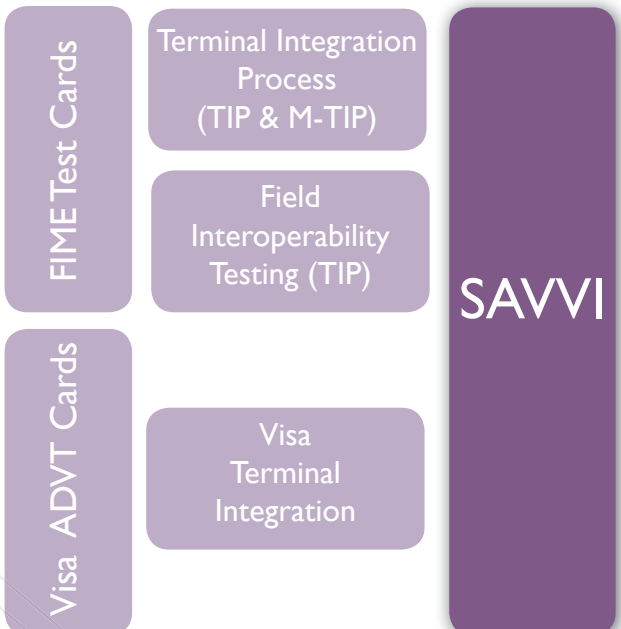 FIME Test Cards
Terminal Integration
Process
(TIP & M-TIP)
Field
Interoperability
Testing (TIP)
SAVVI
Visa ADVT Cards
Visa
Terminal
Integration